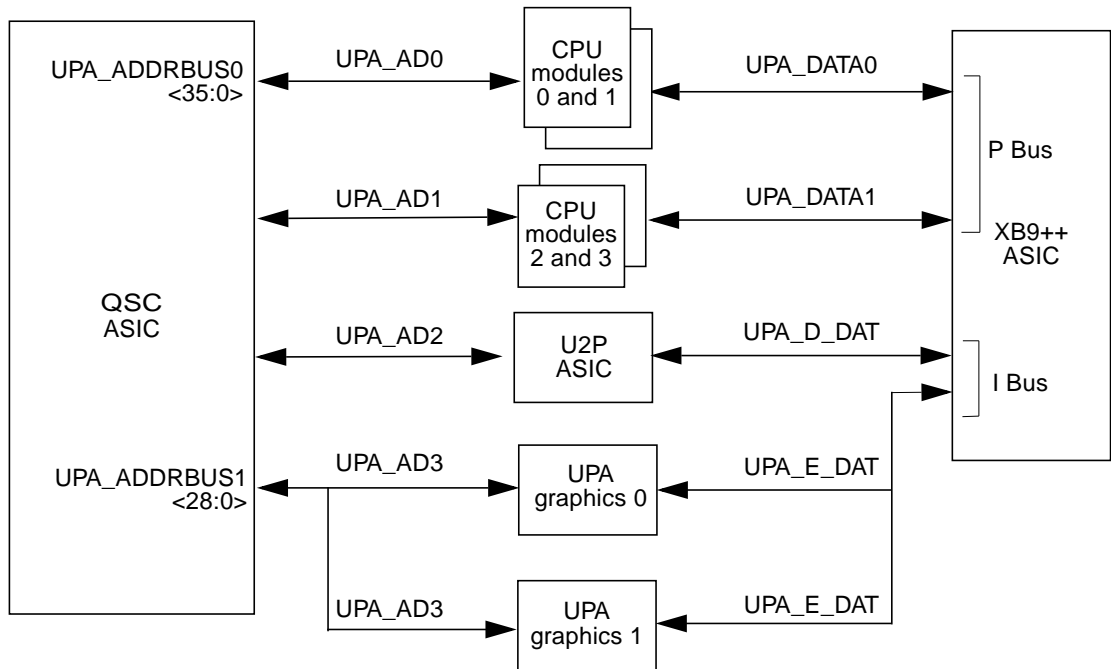 UPA_ADDRBUS0
<35:0>
UPA_AD0
CPU
modules
0 and 1
UPA_DATA0
P Bus
UPA_AD1
CPU
modules
2 and 3
UPA_DATA1
XB9++
ASIC
QSC
ASIC
UPA_AD2
U2P
ASIC
UPA_D_DAT
I Bus
UPA_ADDRBUS1
<28:0>
UPA_AD3
UPA
graphics 0
UPA_E_DAT
UPA_AD3
UPA
graphics 1
UPA_E_DAT